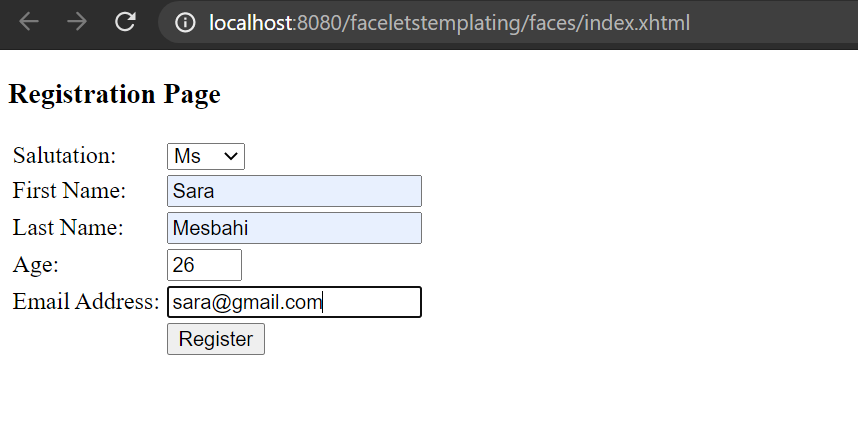 localhost:8080/faceletstemplating/faces/index.xhtml
Registration Page
Salutation: Ms
First Name: Sara
Last Name: Mesbahi
Age: 26
Email Address: sara@gmail.com
Register